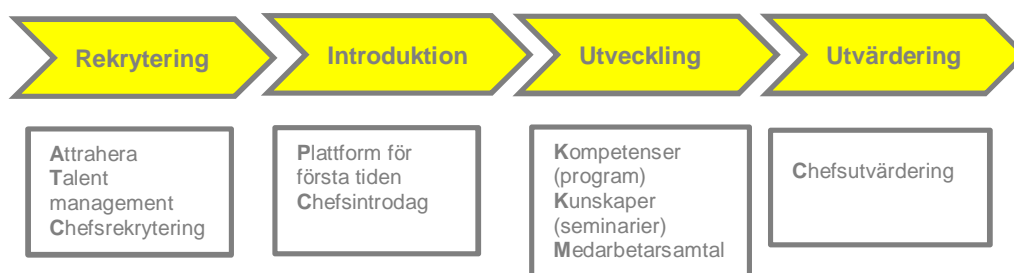 Rekrytering
Introduktion
Utveckling
Utvärdering
Attrahera
Talent
management
Chefsrekrytering
Plattform för
första tiden
Chefsintrodag
Kompetenser
(program)
Kunskaper
(seminarier)
Medarbetarsamtal
Chefsutvärdering